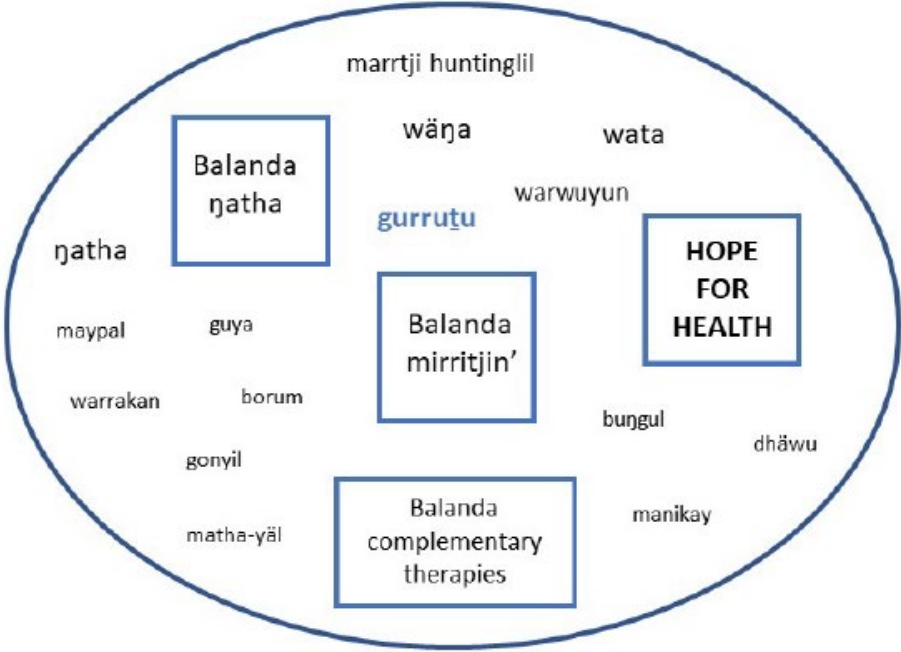 marrtji huntinglil
wäŋa
wata
Balanda
ŋatha
warwuyun
gurruṯu
ŋatha
HOPE
FOR
HEALTH
maypal
guya
Balanda
mirritjin’
warrakan
borum
buŋgul
dhäwu
gonyil
matha-yäl
Balanda
complementary
therapies
manikay